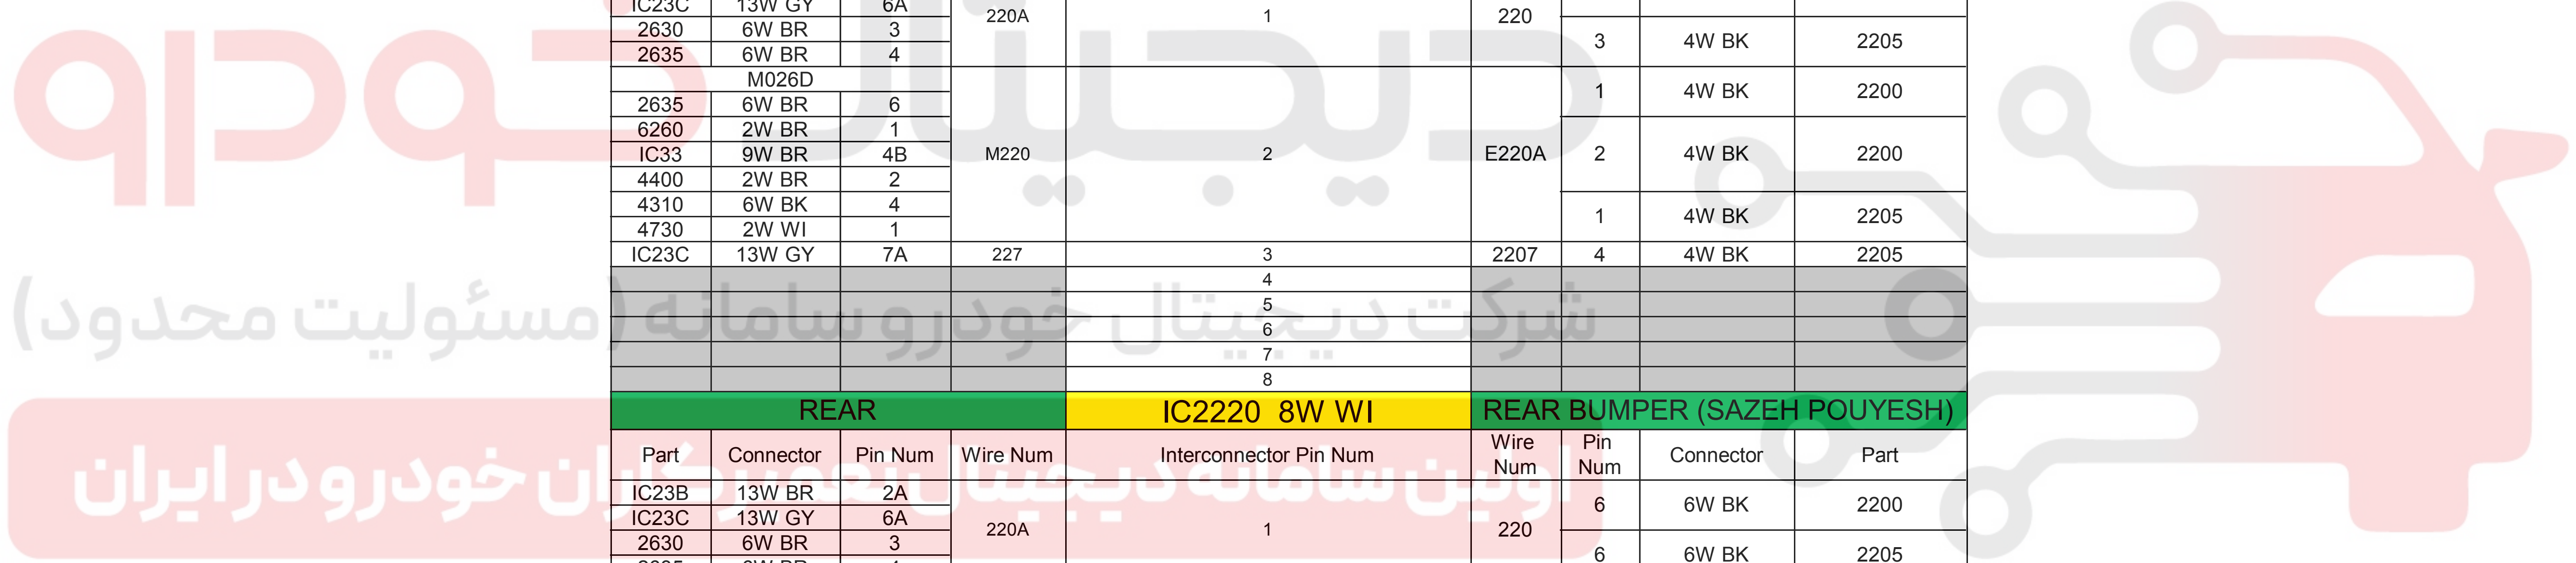 IC23C 13W GY 6A 220A 1 220
2630 6W BR 3 3 4W BK 2205
2635 6W BR 4
M026D 1 4W BK 2200
2635 6W BR 6
6260 2W BR 1
IC33 9W BR 4B M220 2 E220A 2 4W BK 2200
4400 2W BR 2
4310 6W BK 4 1 4W BK 2205
4730 2W WI 1
IC23C 13W GY 7A 227 3 2207 4 4W BK 2205
4
5
6
7
8
REAR IC2220 8W WI REAR BUMPER (SAZEH POUYESH)
Part Connector Pin Num Wire Num Interconnector Pin Num Wire Num Pin Num Connector Part
IC23B 13W BR 2A 6 6W BK 2200
IC23C 13W GY 6A 220A 1 220
2630 6W BR 3 6 6W BK 2205
دیجیتال خودرو
شرکت دیجیتال خودرو سامانه (مسئولیت محدود)
اولین سامانه دیجیتال تعمیرکاران خودرو در ایران